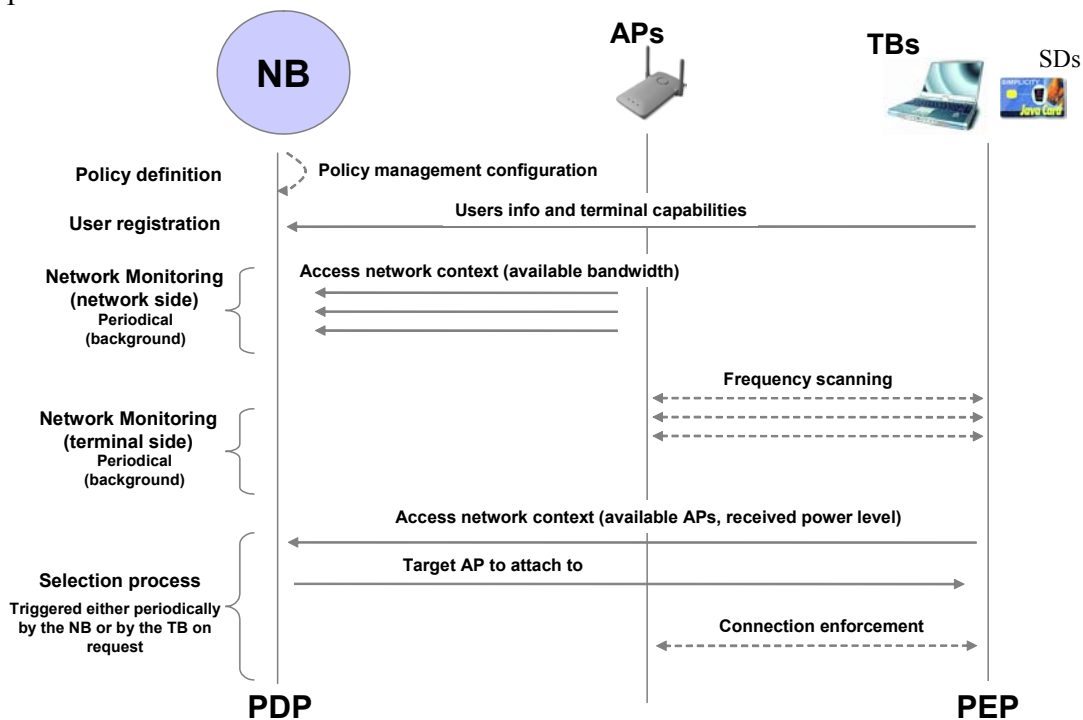 APs
TBs
SDs
NB
SIMPLICITY
Java Card
Policy definition
Policy management configuration
User registration
Users info and terminal capabilities
Network Monitoring
(network side)
Periodical
(background)
Access network context (available bandwidth)
Frequency scanning
Network Monitoring
(terminal side)
Periodical
(background)
Access network context (available APs, received power level)
Target AP to attach to
Selection process
Triggered either periodically
by the NB or by the TB on
request
Connection enforcement
PDP
PEP